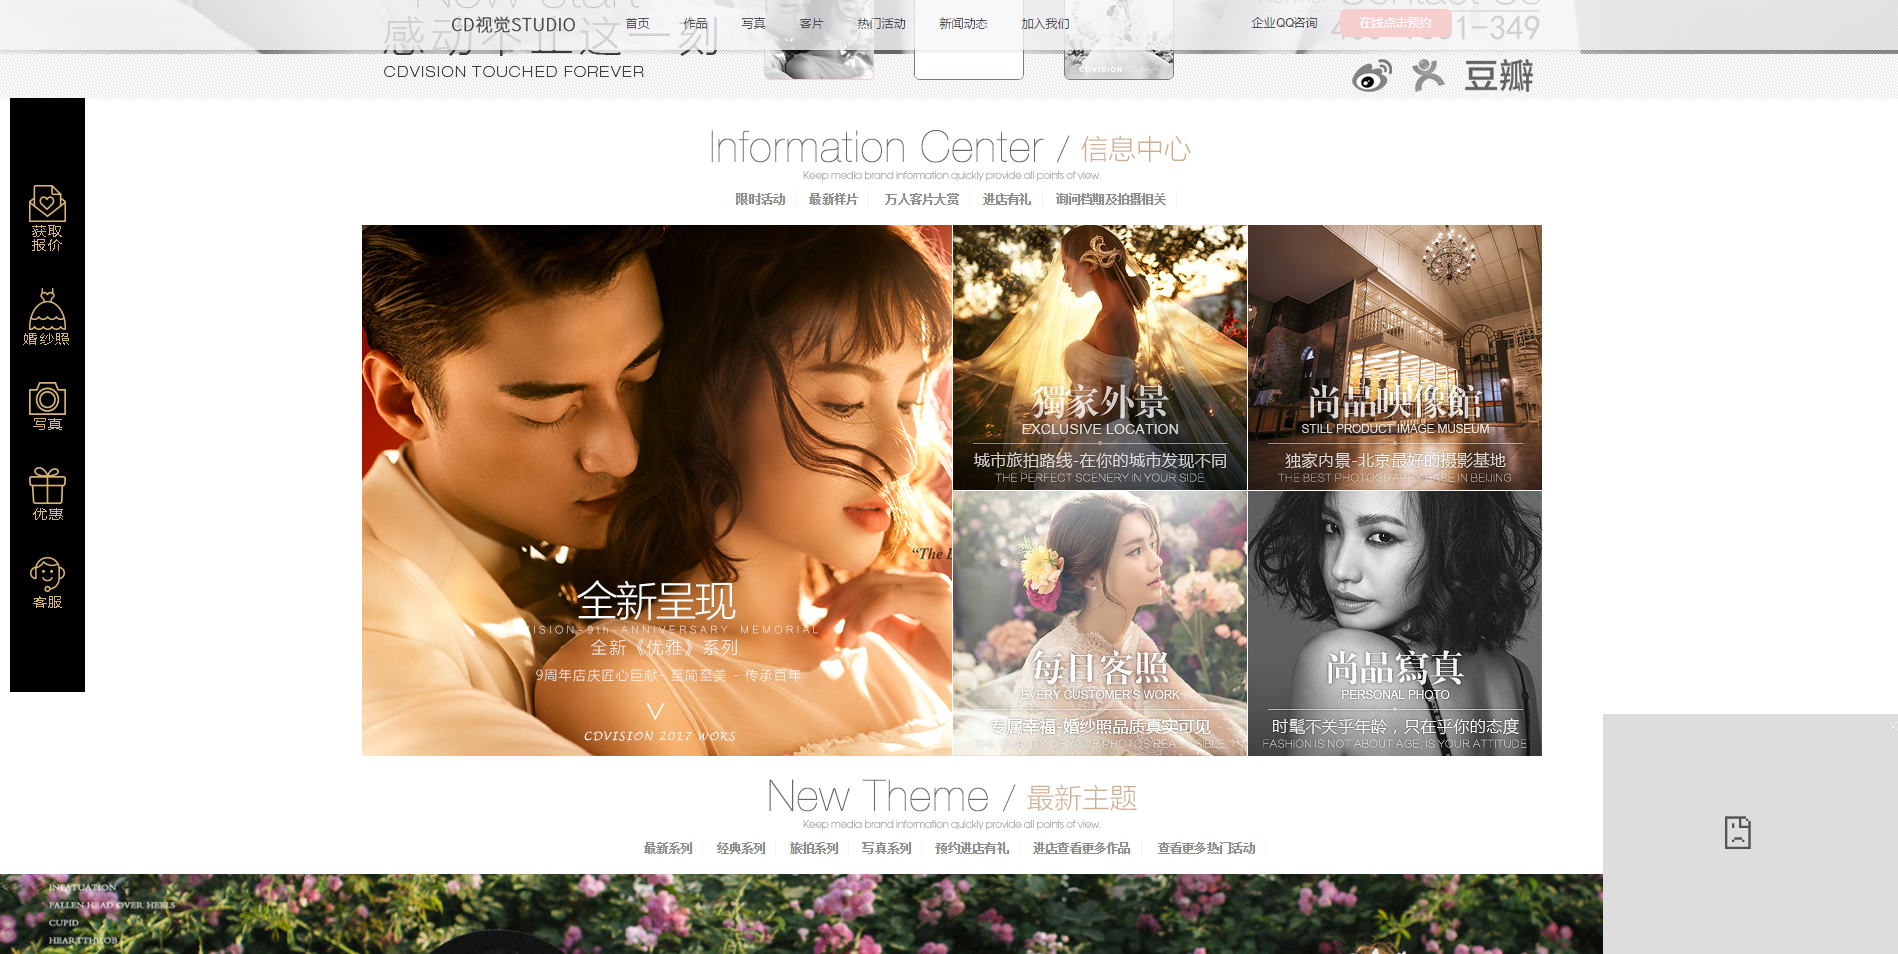 CD视觉STUDIO
首页
作品
写真
客片
热门活动
新闻动态
加入我们
企业QQ咨询
在线点击预约
感动不止这一刻
CDVISION TOUCHED FOREVER
CDVISION
豆瓣
获取
报价
婚纱照
写真
优惠
客服
Information Center / 信息中心
Keep media brand information quickly provide all points of view.
限时活动
最新样片
万人客片大赏
进店有礼
询问档期及拍摄相关
“The
全新呈现
VISION-9th-ANNIVERSARY MEMORIAL
全新《优雅》系列
9周年店庆匠心巨献- 至简至美 - 传承百年
CDVISION 2017 WOKS
獨家外景
EXCLUSIVE LOCATION
城市旅拍路线-在你的城市发现不同
THE PERFECT SCENERY IN YOUR SIDE
尚品映像館
STILL PRODUCT IMAGE MUSEUM
独家内景-北京最好的摄影基地
THE BEST PHOTOGRAPHY BASE IN BEIJING
每日客照
EVERY CUSTOMER'S WORK
专属幸福-婚纱照品质真实可见
THE QUALITY OF YOUR PHOTOS REAL VISIBLE
尚品寫真
PERSONAL PHOTO
时髦不关乎年龄，只在乎你的态度
FASHION IS NOT ABOUT AGE, IS YOUR ATTITUDE
New Theme / 最新主题
Keep media brand information quickly provide all points of view.
最新系列
经典系列
旅拍系列
写真系列
预约进店有礼
进店查看更多作品
查看更多热门活动
INFATUATION
FALLEN HEAD OVER HEELS
CUPID
HEARTTHROB